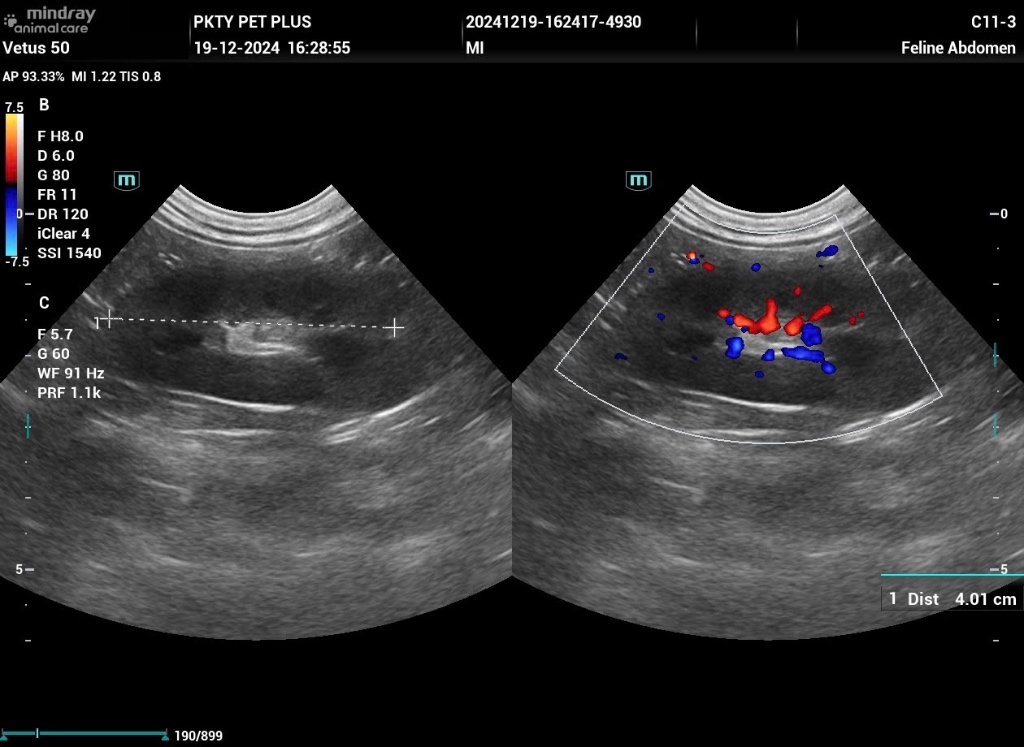 mindray
animal care
Vetus 50
PKTY PET PLUS
19-12-2024 16:28:55
20241219-162417-4930
MI
C11-3
Feline Abdomen
AP 93.33% MI 1.22 TIS 0.8
7.5
B
F H8.0
D 6.0
G 80
FR 11
0
DR 120
iClear 4
SSI 1540
-7.5
C
F 5.7
G 60
WF 91 Hz
PRF 1.1k
m
m
1
0
5
5
1 Dist 4.01 cm
190/899